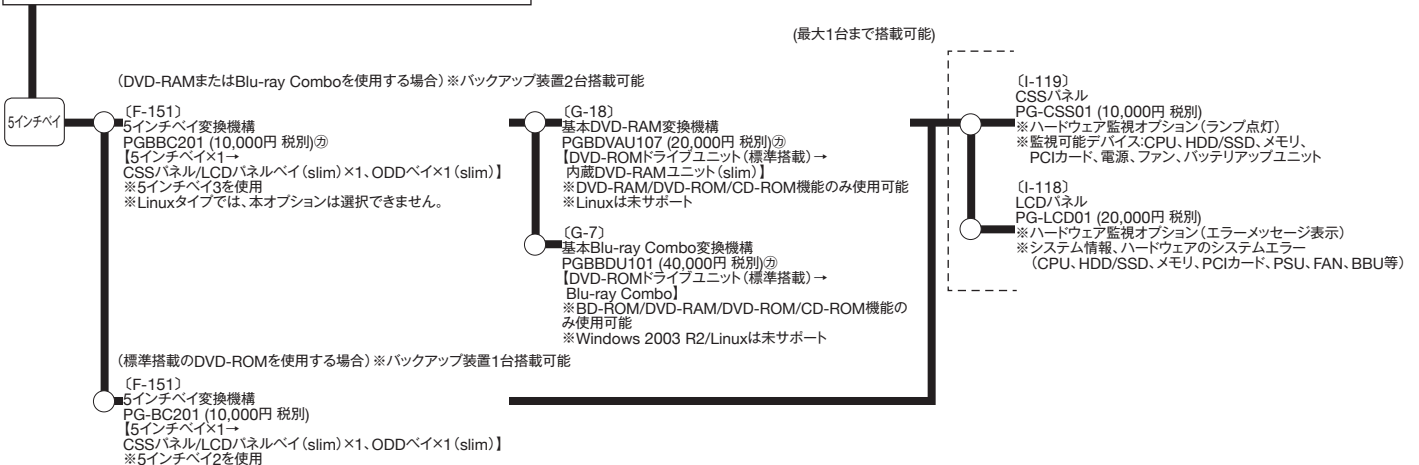 (最大1台まで搭載可能)
(DVD-RAMまたはBlu-ray Comboを使用する場合)※バックアップ装置2台搭載可能
5インチベイ
〔F-151〕
5インチベイ変換機構
PGBBC201 (10,000円 税別)㋕
【5インチベイ×1→
CSSパネル/LCDパネルベイ(slim)×1、ODDベイ×1(slim)】
※5インチベイ3を使用
※Linuxタイプでは、本オプションは選択できません。
〔G-18〕
基本DVD-RAM変換機構
PGBDVAU107 (20,000円 税別)㋕
【DVD-ROMドライブユニット(標準搭載)→
内蔵DVD-RAMユニット(slim)】
※DVD-RAM/DVD-ROM/CD-ROM機能のみ使用可能
※Linuxは未サポート
〔G-7〕
基本Blu-ray Combo変換機構
PGBBDU101 (40,000円 税別)㋕
【DVD-ROMドライブユニット(標準搭載)→
Blu-ray Combo】
※BD-ROM/DVD-RAM/DVD-ROM/CD-ROM機能の
み使用可能
※Windows 2003 R2/Linuxは未サポート
〔I-119〕
CSSパネル
PG-CSS01 (10,000円 税別)
※ハードウェア監視オプション(ランプ点灯)
※監視可能デバイス:CPU、HDD/SSD、メモリ、
PCIカード、電源、ファン、バッテリアップユニット
〔I-118〕
LCDパネル
PG-LCD01 (20,000円 税別)
※ハードウェア監視オプション(エラーメッセージ表示)
※システム情報、ハードウェアのシステムエラー
(CPU、HDD/SSD、メモリ、PCIカード、PSU、FAN、BBU等)
(標準搭載のDVD-ROMを使用する場合)※バックアップ装置1台搭載可能
〔F-151〕
5インチベイ変換機構
PG-BC201 (10,000円 税別)
【5インチベイ×1→
CSSパネル/LCDパネルベイ(slim)×1、ODDベイ×1(slim)】
※5インチベイ2を使用